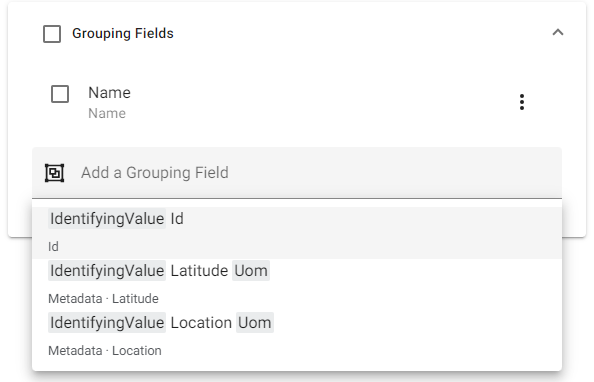 Grouping Fields
Name
Name
Add a Grouping Field
IdentifyingValue Id
Id
IdentifyingValue Latitude Uom
Metadata · Latitude
IdentifyingValue Location Uom
Metadata · Location